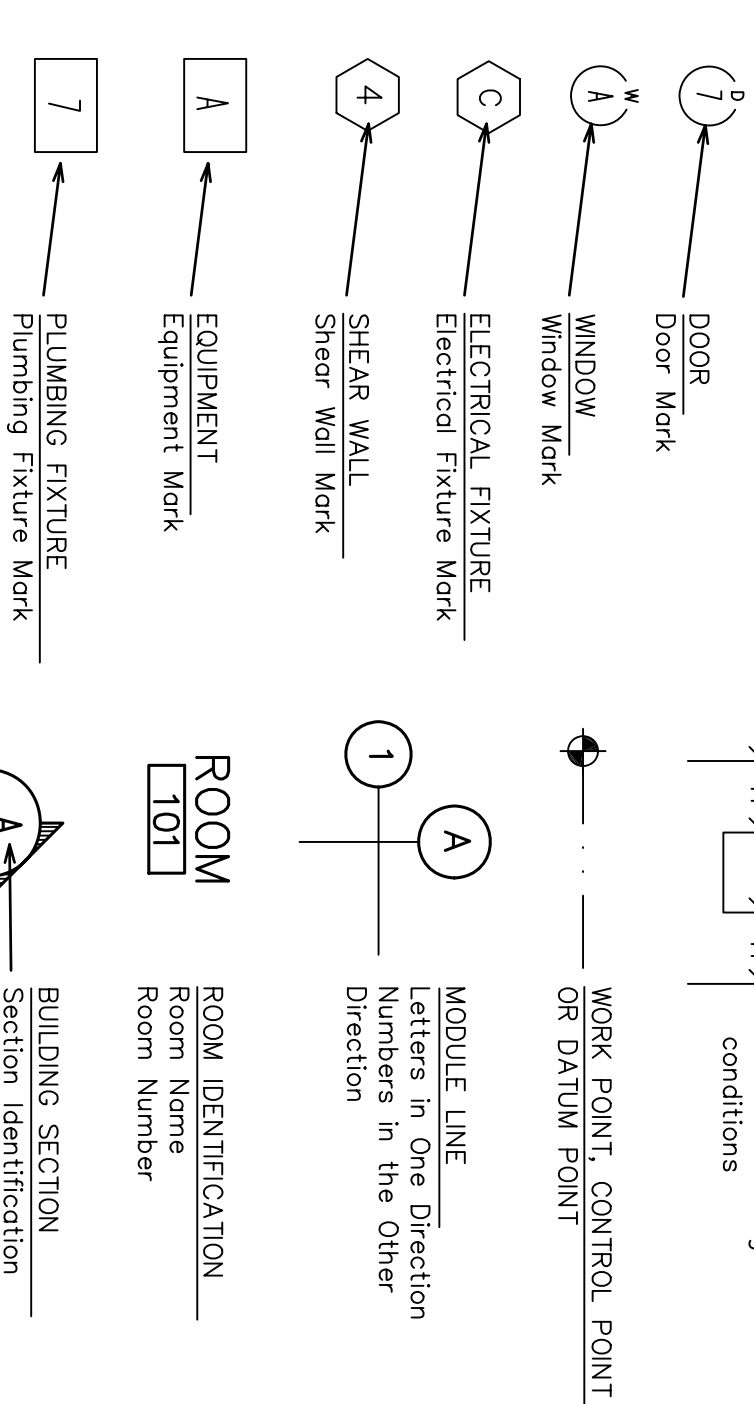 D
7
DOOR
Door Mark
W
A
WINDOW
Window Mark
C
ELECTRICAL FIXTURE
Electrical Fixture Mark
4
SHEAR WALL
Shear Wall Mark
A
EQUIPMENT
Equipment Mark
7
PLUMBING FIXTURE
Plumbing Fixture Mark
conditions
WORK POINT, CONTROL POINT
OR DATUM POINT
A
1
MODULE LINE
Letters in One Direction
Numbers in the Other
Direction
ROOM
101
ROOM IDENTIFICATION
Room Name
Room Number
A
BUILDING SECTION
Section Identification